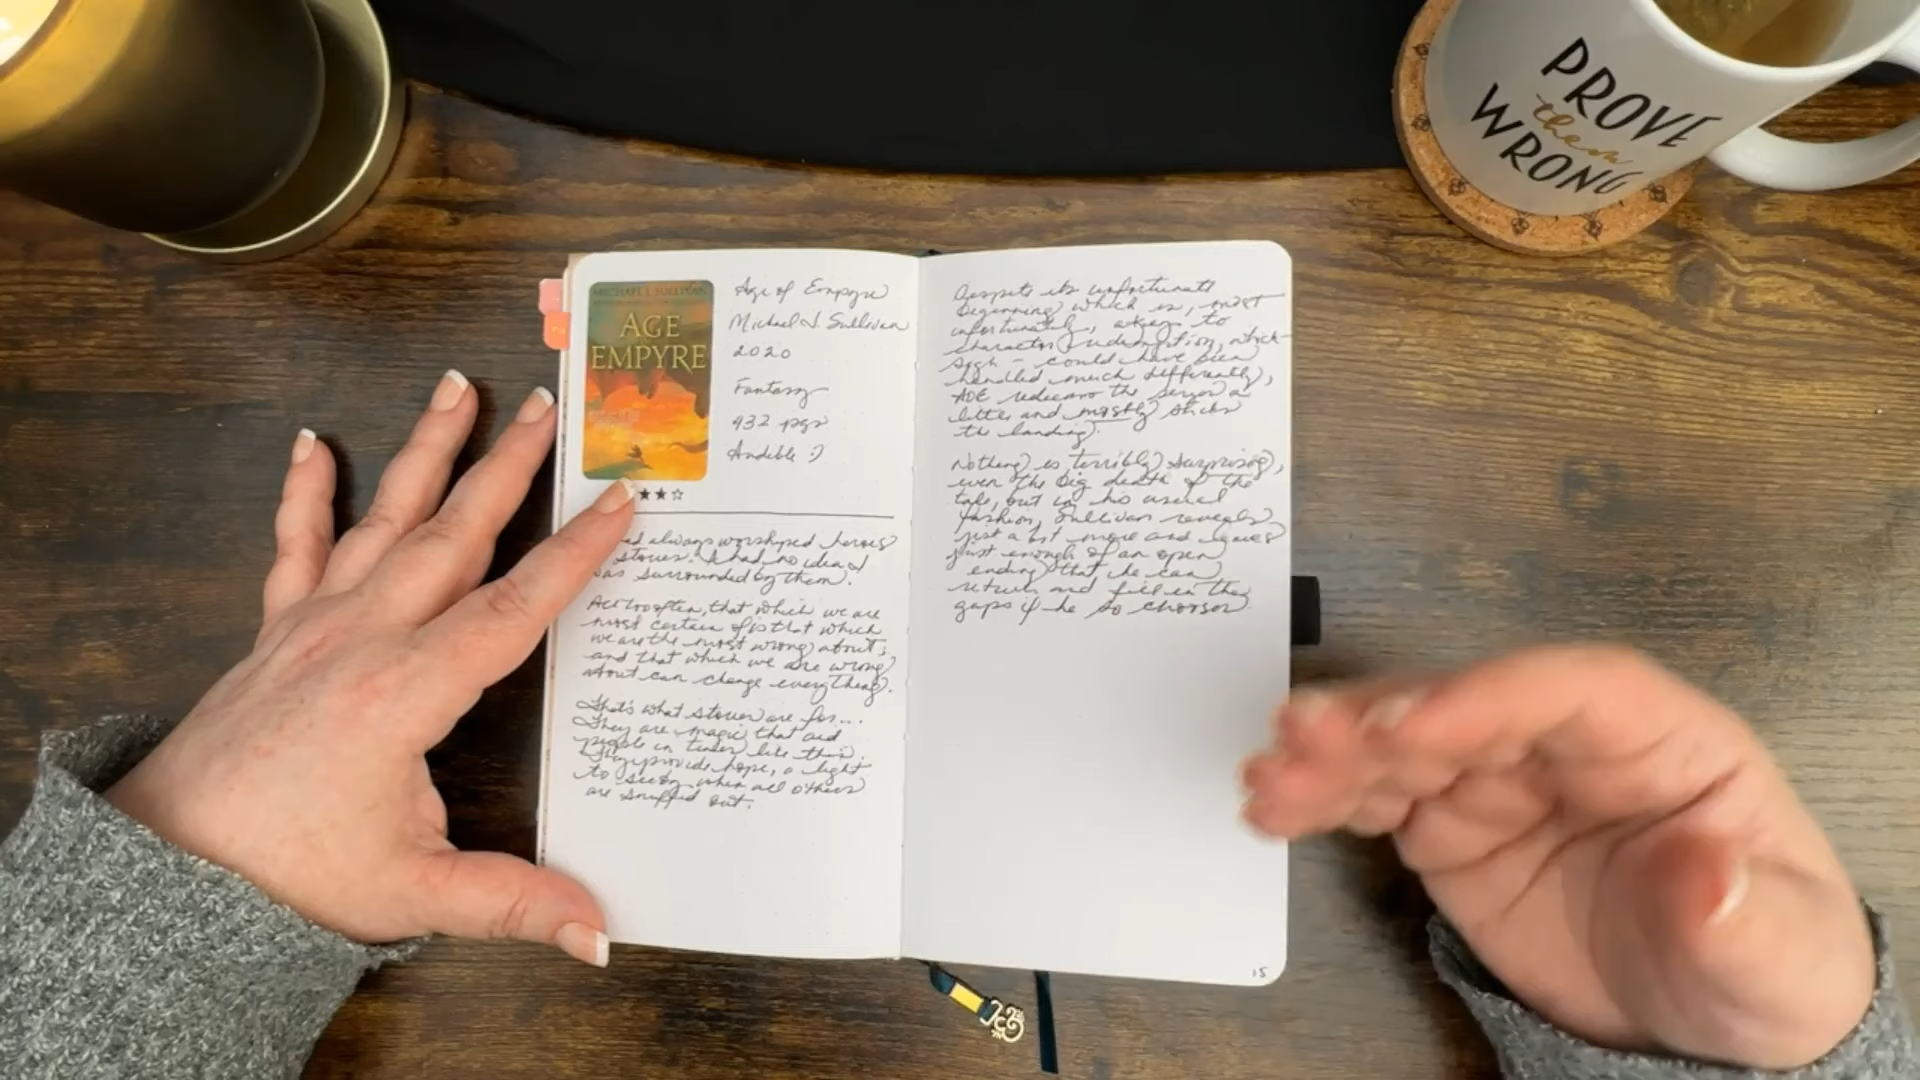 PROVE
them
WRONG
MICHAEL J. SULLIVAN
AGE
EMPYRE
Age of Empyre
Michael J. Sullivan
2020
Fantasy
432 pgs
Audible :)
★★☆
always worshiped heroes
stories. I had no idea I
was surrounded by them.
All too often, that which we are
most certain of is that which
we are the most wrong about;
and that which we are wrong
about can change everything.
That's what stories are for...
They are magic that aid
people in times like this.
They provide hope, a light
to see by when all others
are snuffed out.
Despite its unfortunate
beginning which is, most
unfortunately, a key to
character redemption, which -
sigh - could have been
handled much differently,
AOE redeems the series a
little and mostly sticks
the landing.
Nothing is terribly surprising,
even the big death of the
tale, but in his usual
fashion, Sullivan reveals
just a bit more and leaves
just enough of an open
ending that he can
return and fill in the
gaps if he so chooses.
15